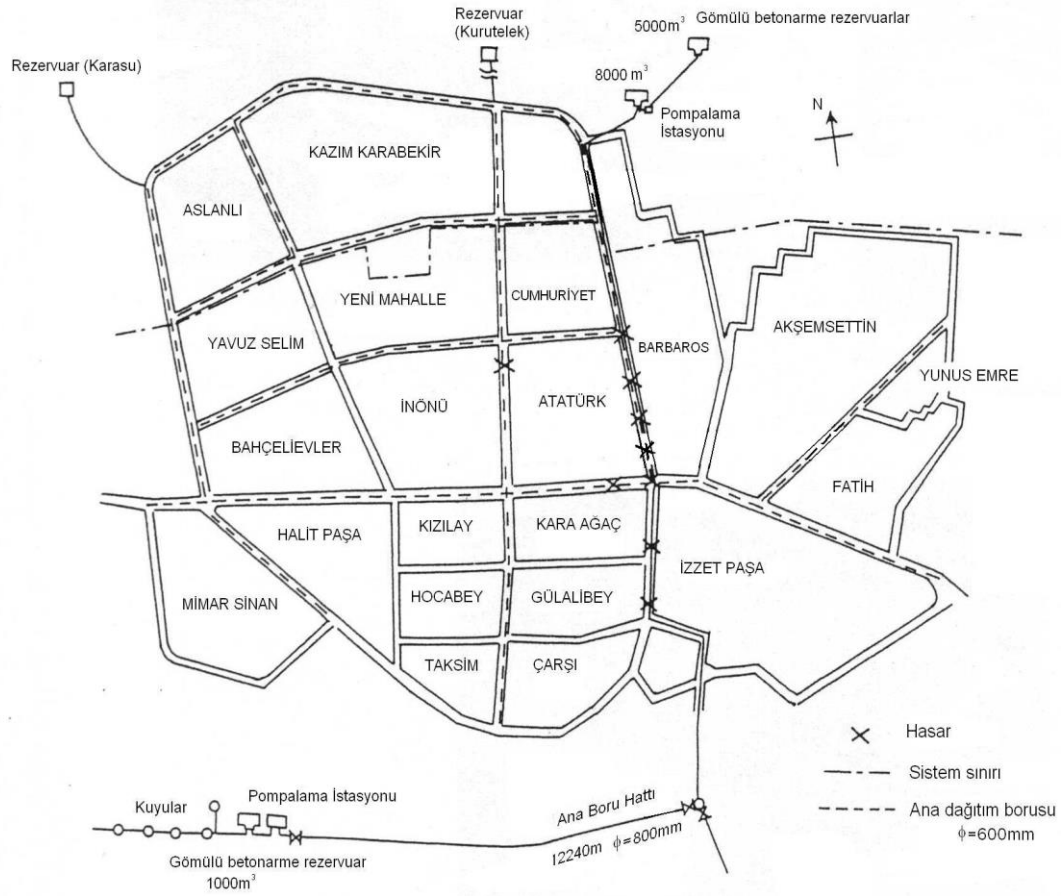 Rezervuar
(Kurutelek)
5000m³
Gömülü betonarme rezervuarlar
Rezervuar (Karasu)
8000 m³
Pompalama
İstasyonu
N
KAZIM KARABEKİR
ASLANLI
YENİ MAHALLE
CUMHURİYET
AKŞEMSETTİN
YAVUZ SELİM
BARBAROS
YUNUS EMRE
İNÖNÜ
ATATÜRK
BAHÇELİEVLER
FATİH
HALİT PAŞA
KIZILAY
KARA AĞAÇ
İZZET PAŞA
MİMAR SİNAN
HOCABEY
GÜLALİBEY
TAKSİM
ÇARŞI
Hasar
Sistem sınırı
Ana dağıtım borusu
ϕ=600mm
Kuyular
Pompalama İstasyonu
Ana Boru Hattı
12240m ϕ=800mm
Gömülü betonarme rezervuar
1000m³